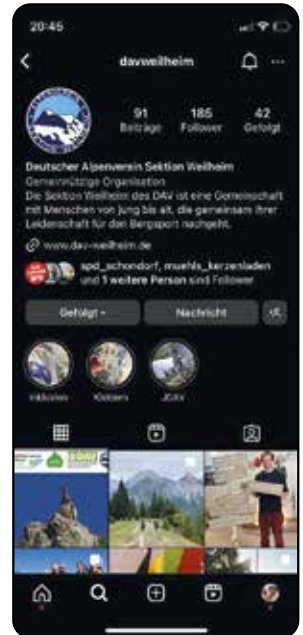 20:45
davweilheim
91 185 42
Beiträge Follower Gefolgt
Deutscher Alpenverein Sektion Weilheim
Gemeinnützige Organisation
Die Sektion Weilheim des DAV ist eine Gemeinschaft
mit Menschen von jung bis alt, die gemeinsam ihrer
Leidenschaft für den Bergsport nachgeht.
www.dav-weilheim.de
spd_schondorf, muehls_kerzenladen
und 1 weitere Person sind Follower
Gefolgt Nachricht
Inklusion Klettern JDAV